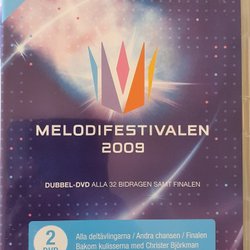 MELODIFESTIVALEN
2009
DUBBEL-DVD ALLA 32 BIDRAGEN SAMT FINALEN
2
DVD
Alla deltävlingarna / Andra chansen / Finalen
Bakom kulisserna med Christer Björkman